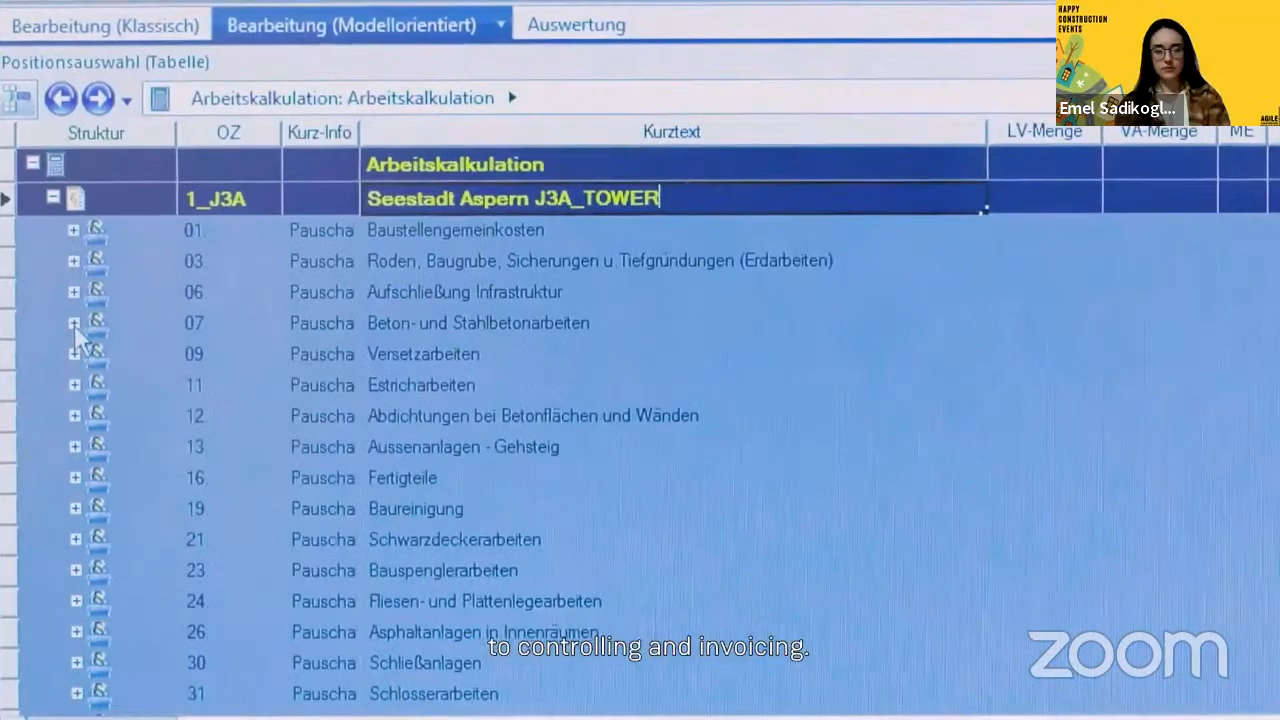 Bearbeitung (Klassisch) Bearbeitung (Modellorientiert) Auswertung
Positionsauswahl (Tabelle)
Arbeitskalkulation: Arbeitskalkulation
Struktur OZ Kurz-Info Kurztext LV-Menge VA-Menge ME
Arbeitskalkulation
1_J3A Seestadt Aspern J3A_TOWER
01. Pauscha Baustellengemeinkosten
03. Pauscha Roden, Baugrube, Sicherungen u.Tiefgründungen (Erdarbeiten)
06. Pauscha Aufschließung Infrastruktur
07. Pauscha Beton- und Stahlbetonarbeiten
09. Pauscha Versetzarbeiten
11. Pauscha Estricharbeiten
12. Pauscha Abdichtungen bei Betonflächen und Wänden
13. Pauscha Aussenanlagen - Gehsteig
16. Pauscha Fertigteile
19. Pauscha Baureinigung
21. Pauscha Schwarzdeckerarbeiten
23. Pauscha Bauspenglerarbeiten
24. Pauscha Fliesen- und Plattenlegearbeiten
26. Pauscha Asphaltanlagen in Innenräumen
30. Pauscha Schließanlagen
31. Pauscha Schlosserarbeiten
to controlling and invoicing.
HAPPY
CONSTRUCTION
EVENTS
Emel Sadikogl...
AGILE
zoom